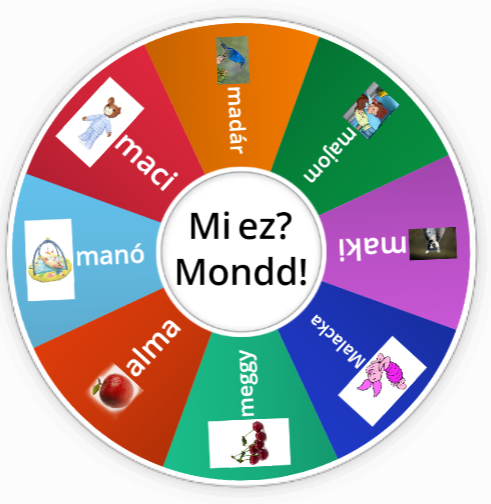 Mi ez?
Mondd!
madár
majom
maki
Malacka
meggy
alma
manó
maci